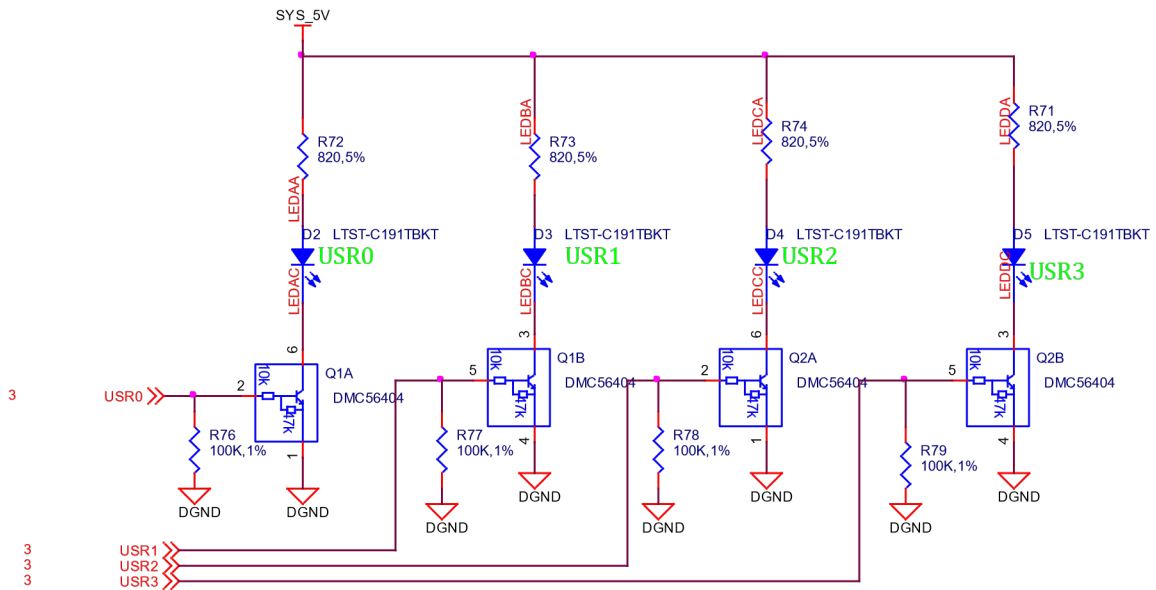 SYS_5V
R72
820,5%
LEDAA
D2 LTST-C191TBKT
USR0
LEDAC
6
10k
47k
Q1A
DMC56404
2
1
LEDBA
R73
820,5%
D3 LTST-C191TBKT
USR1
LEDBC
3
10k
47k
Q1B
DMC56404
5
4
LEDCA
R74
820,5%
D4 LTST-C191TBKT
USR2
LEDCC
6
10k
47k
Q2A
DMC56404
2
1
LEDDA
R71
820,5%
D5 LTST-C191TBKT
USR3
LEDDC
3
10k
47k
Q2B
DMC56404
5
4
3 USR0
R76
100K,1%
R77
100K,1%
R78
100K,1%
R79
100K,1%
DGND
DGND
DGND
DGND
DGND
DGND
DGND
DGND
3 USR1
3 USR2
3 USR3